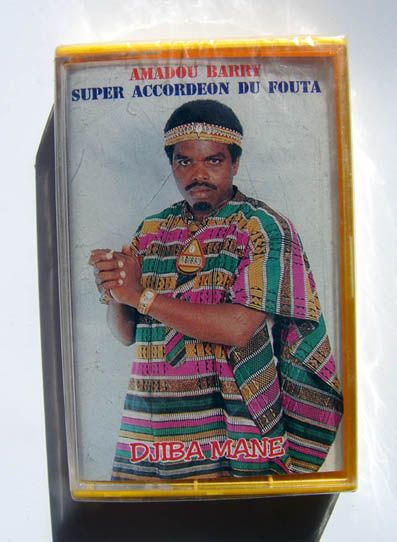 AMADOU BARRY
SUPER ACCORDEON DU FOUTA
DJIBA MANE